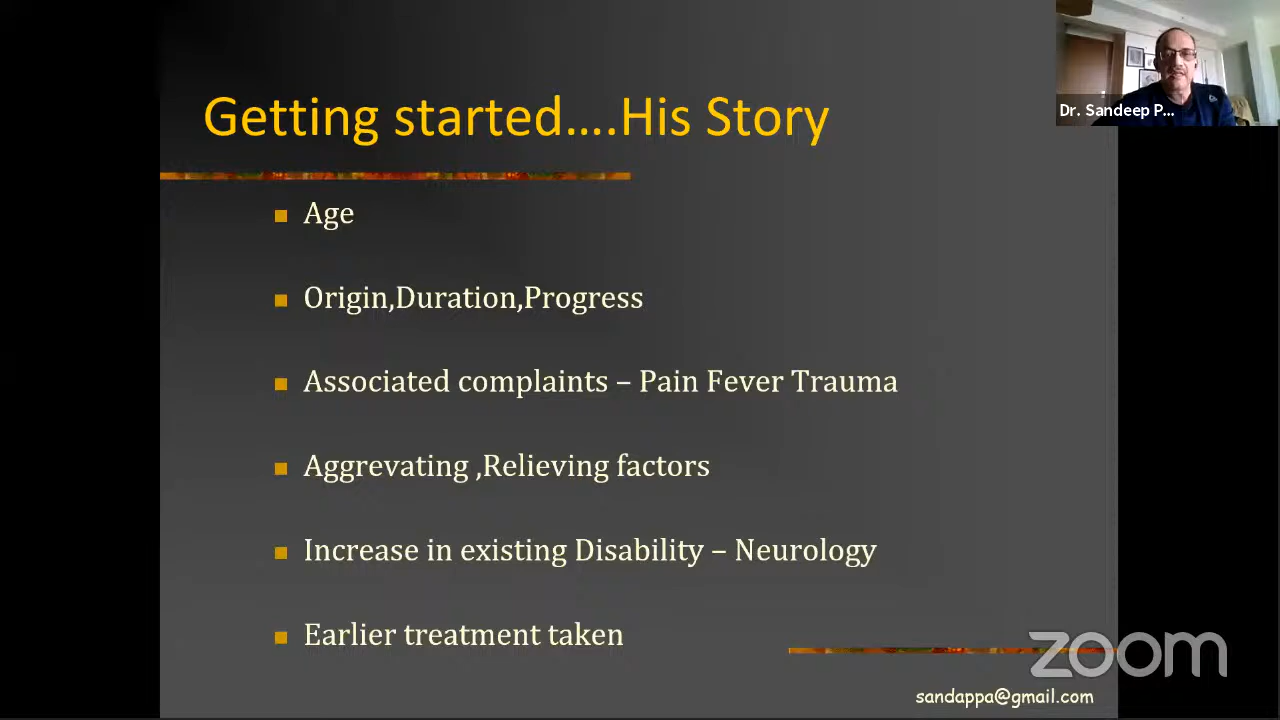 Getting started....His Story
Dr. Sandeep P...
Age
Origin,Duration,Progress
Associated complaints – Pain Fever Trauma
Aggrevating ,Relieving factors
Increase in existing Disability – Neurology
Earlier treatment taken
zoom
sandappa@gmail.com